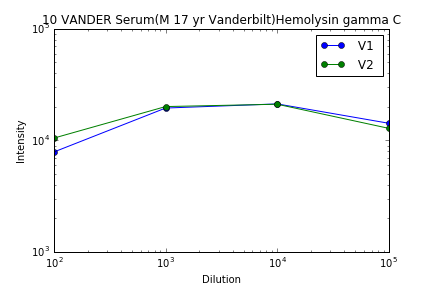 10 VANDER Serum(M 17 yr Vanderbilt)Hemolysin gamma C
V1
V2
Intensity
10^5
10^4
10^3
10^2 10^3 10^4 10^5
Dilution